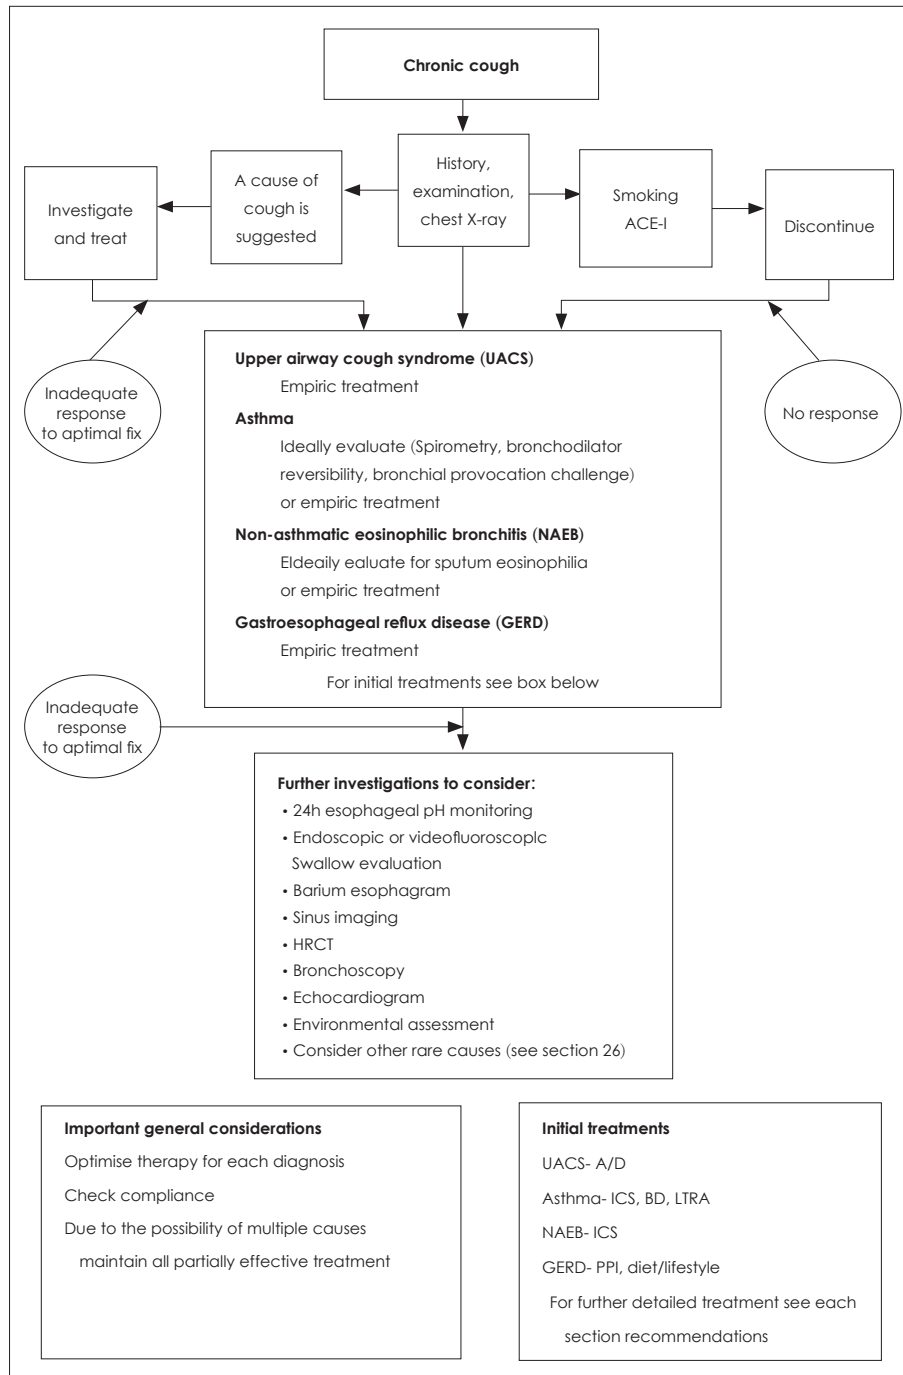 Chronic cough
History,
examination,
chest X-ray
A cause of
cough is
suggested
Investigate
and treat
Smoking
ACE-I
Discontinue
Inadequate
response
to aptimal fix
No response
Upper airway cough syndrome (UACS)
Empiric treatment
Asthma
Ideally evaluate (Spirometry, bronchodilator
reversibility, bronchial provocation challenge)
or empiric treatment
Non-asthmatic eosinophilic bronchitis (NAEB)
Eldeaily ealuate for sputum eosinophilia
or empiric treatment
Gastroesophageal reflux disease (GERD)
Empiric treatment
For initial treatments see box below
Inadequate
response
to aptimal fix
Further investigations to consider:
• 24h esophageal pH monitoring
• Endoscopic or videofluoroscoplc
Swallow evaluation
• Barium esophagram
• Sinus imaging
• HRCT
• Bronchoscopy
• Echocardiogram
• Environmental assessment
• Consider other rare causes (see section 26)
Important general considerations
Optimise therapy for each diagnosis
Check compliance
Due to the possibility of multiple causes
maintain all partially effective treatment
Initial treatments
UACS- A/D
Asthma- ICS, BD, LTRA
NAEB- ICS
GERD- PPI, diet/lifestyle
For further detailed treatment see each
section recommendations